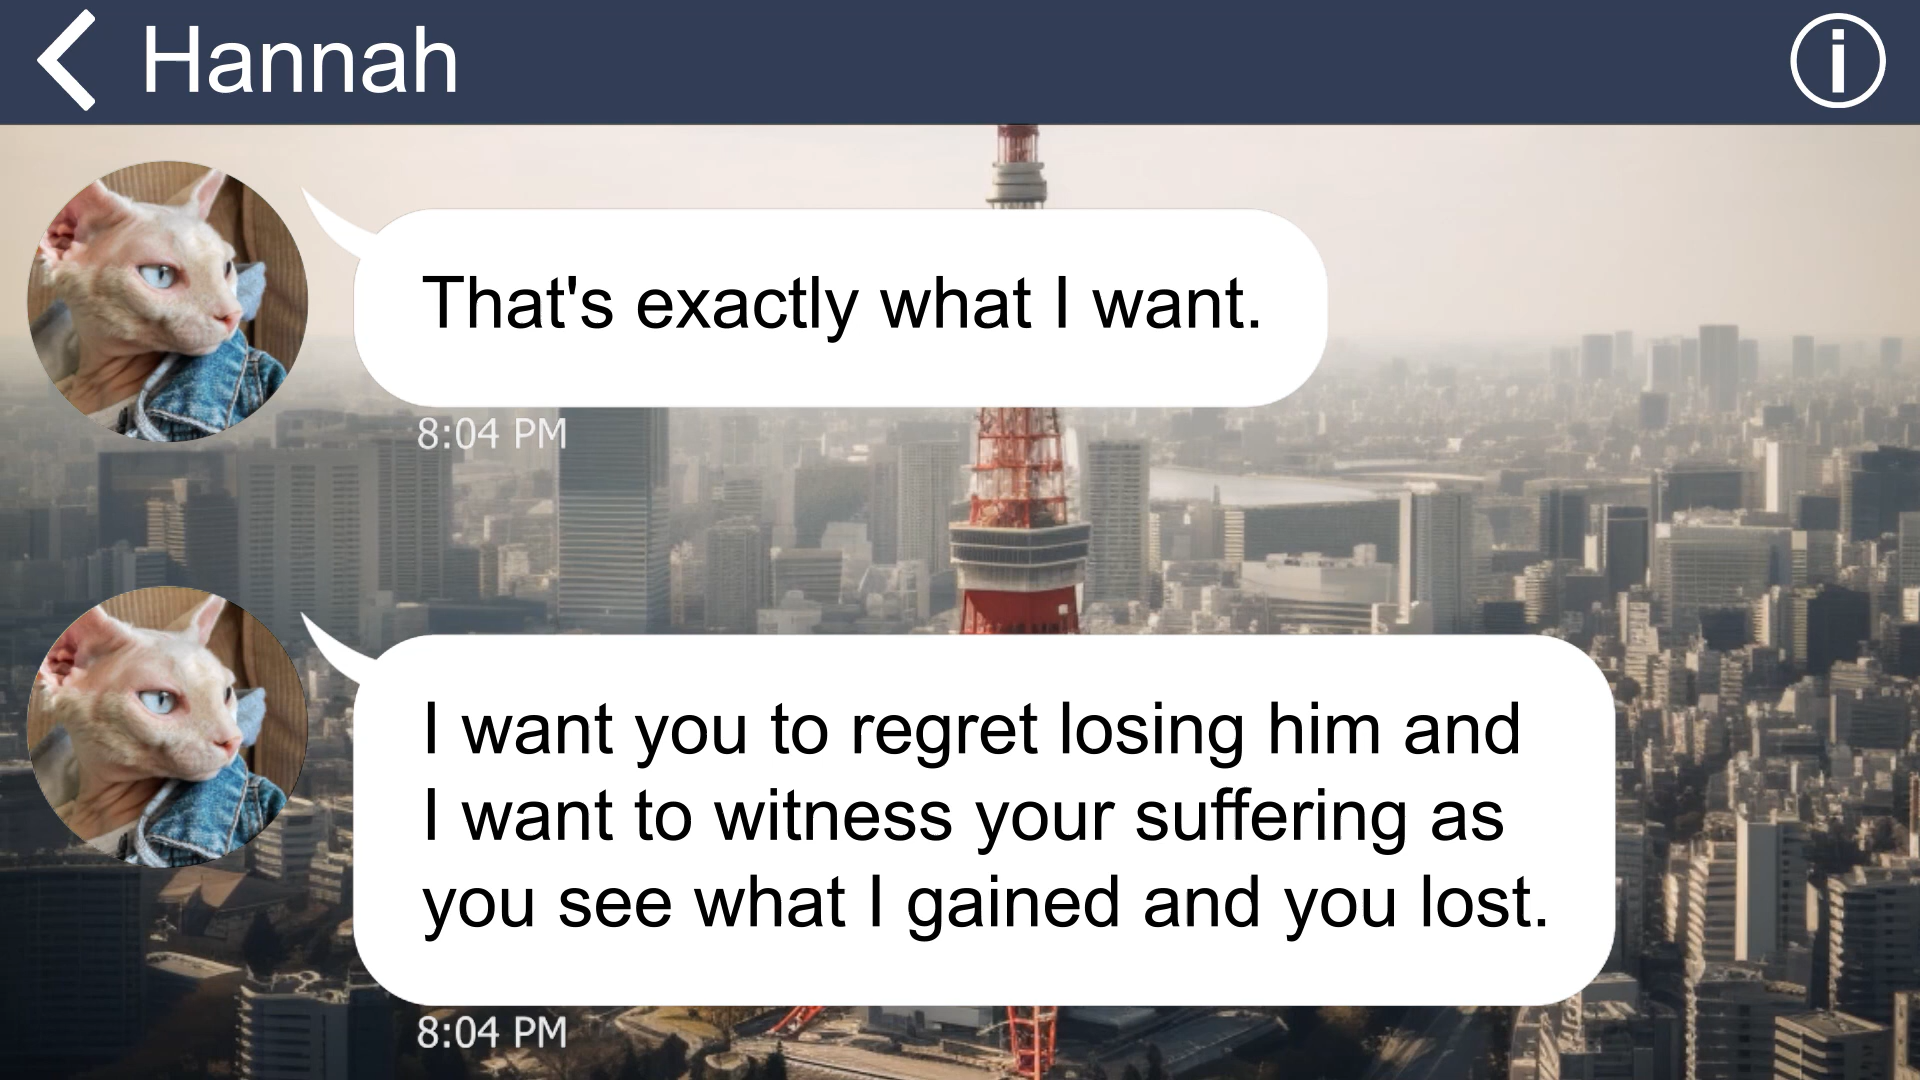 Hannah
That's exactly what I want.
8:04 PM
I want you to regret losing him and
I want to witness your suffering as
you see what I gained and you lost.
8:04 PM